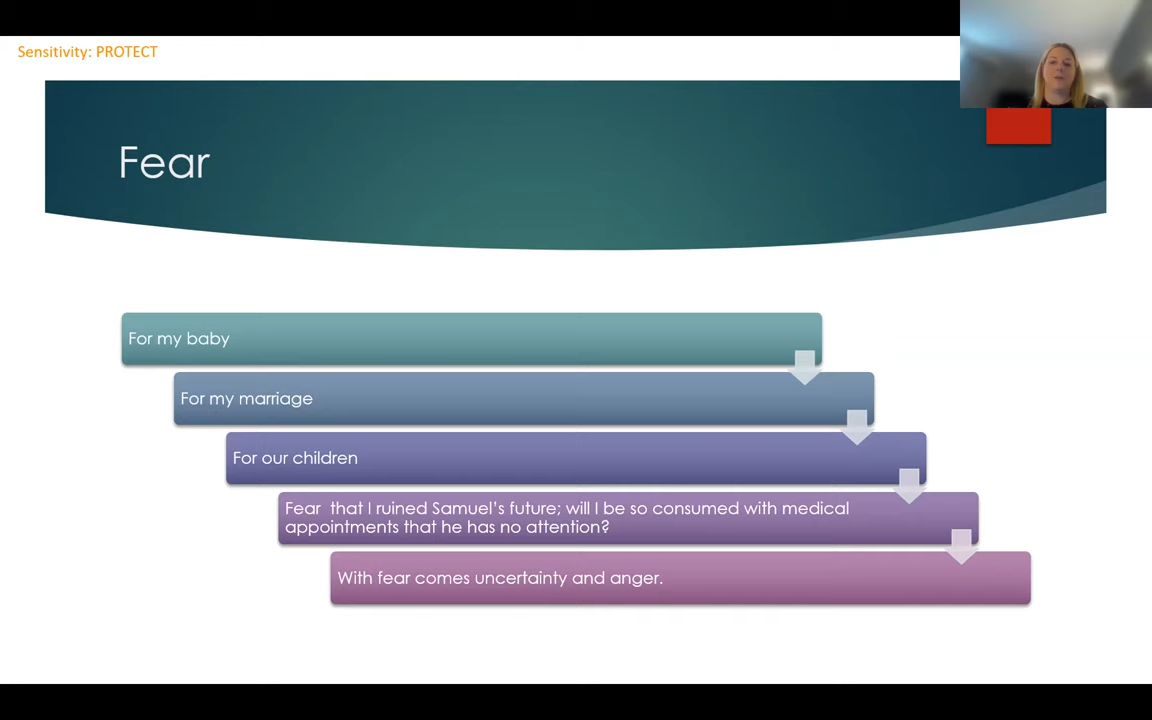 Sensitivity: PROTECT
Fear
For my baby
For my marriage
For our children
Fear  that I ruined Samuel's future; will I be so consumed with medical
appointments that he has no attention?
With fear comes uncertainty and anger.